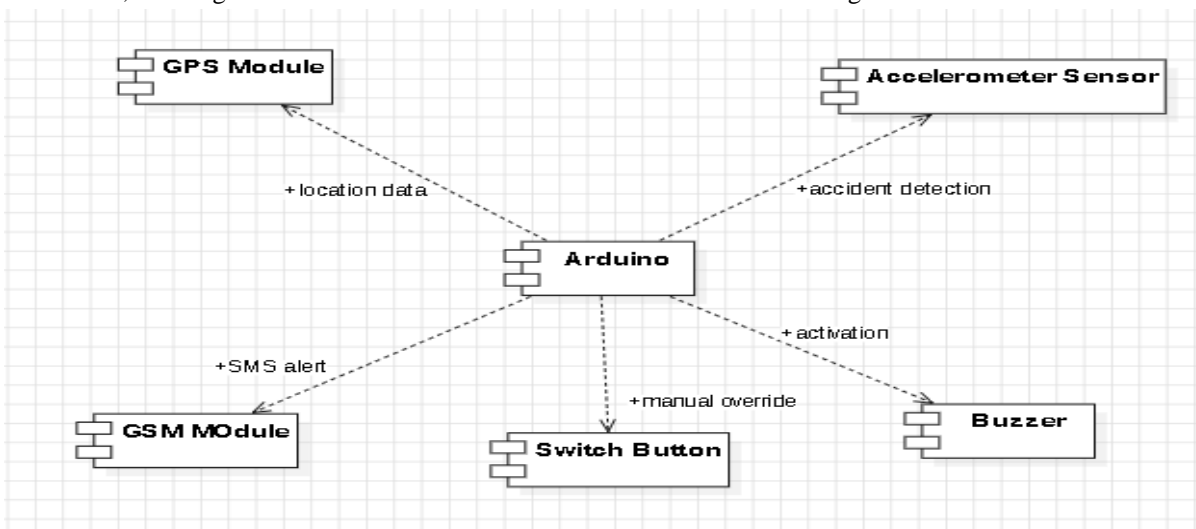 GPS Module
Accelerometer Sensor
+location data
+accident detection
Arduino
+activation
+SMS alert
+manual override
Buzzer
GSM MOdule
Switch Button